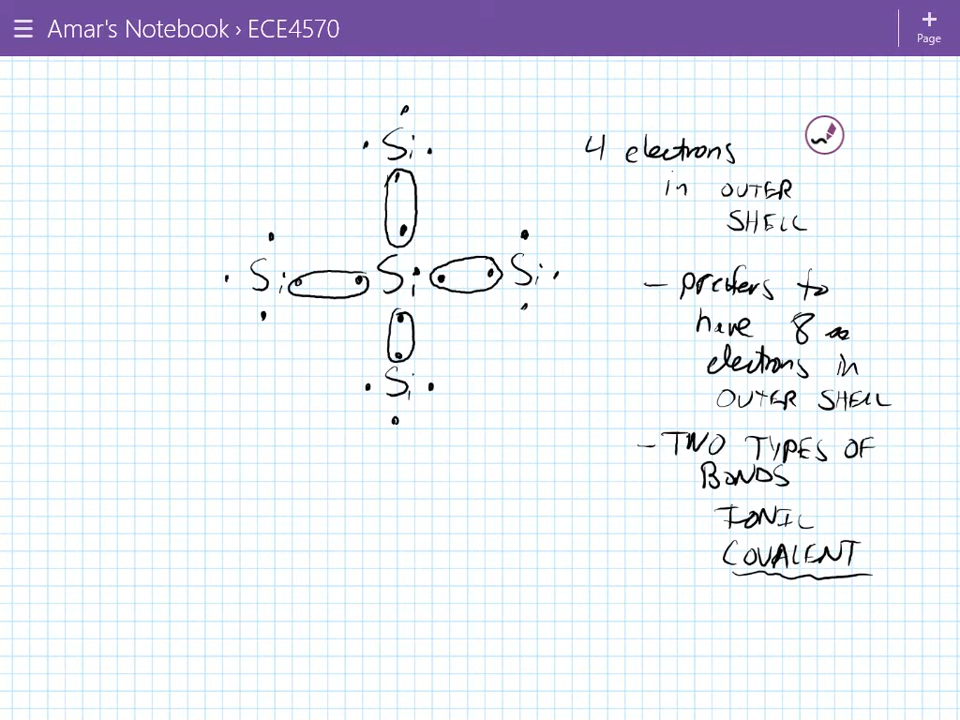 Amar's Notebook › ECE4570
Page
Si
Si Si Si
Si
4 electrons
in OUTER
SHELL
- prefers to
have 8
electrons in
OUTER SHELL
- TWO TYPES OF
BONDS
IONIC
COVALENT